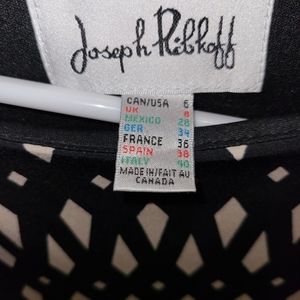 Joseph Ribkoff
CAN/USA 6
UK 8
MEXICO 28
GER 34
FRANCE 36
SPAIN 38
ITALY 40
MADE IN/FAIT AU
CANADA